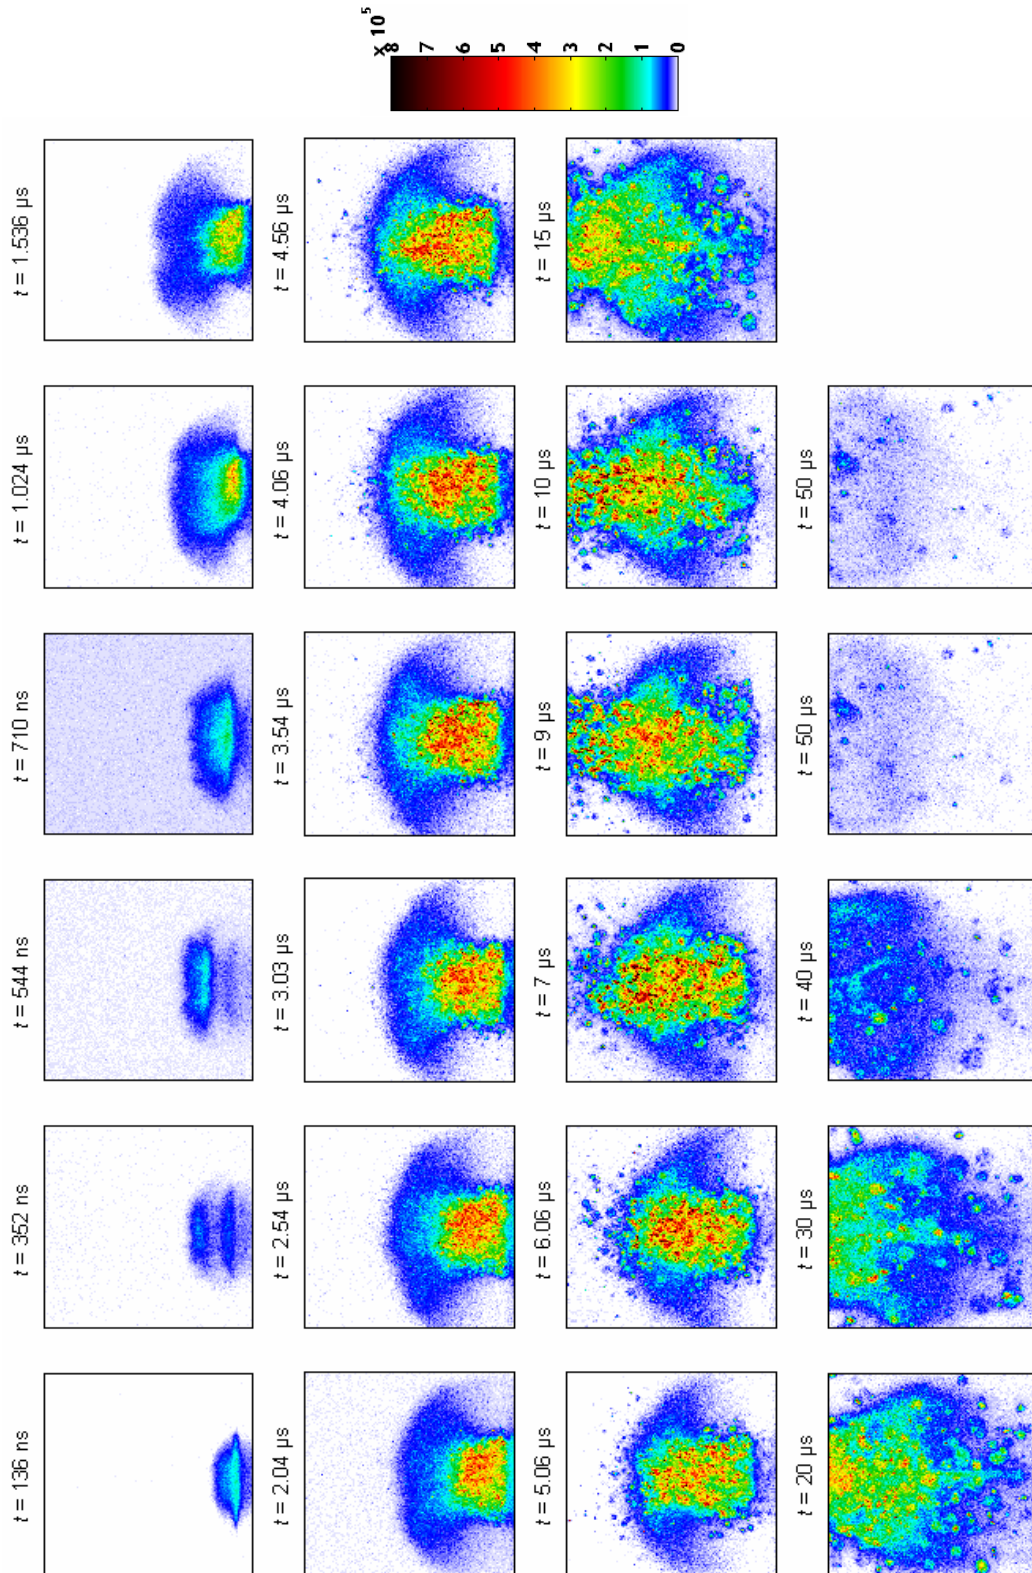 t = 136 ns
t = 352 ns
t = 544 ns
t = 710 ns
t = 1.024 µs
t = 1.536 µs
t = 2.04 µs
t = 2.54 µs
t = 3.03 µs
t = 3.54 µs
t = 4.06 µs
t = 4.56 µs
t = 5.06 µs
t = 6.06 µs
t = 7 µs
t = 9 µs
t = 10 µs
t = 15 µs
t = 20 µs
t = 30 µs
t = 40 µs
t = 50 µs
t = 50 µs
x 10⁵
8
7
6
5
4
3
2
1
0